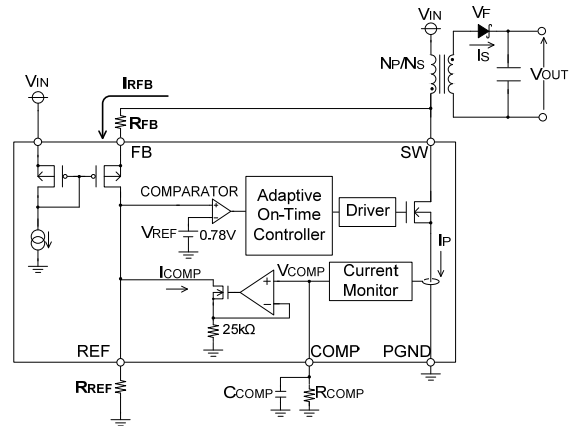 VIN
VF
IS
NP/NS
VOUT
VIN
IRFB
RFB
FB
SW
COMPARATOR
Adaptive
On-Time
Controller
Driver
VREF
0.78V
IP
ICOMP
VCOMP
Current
Monitor
25kΩ
REF
COMP
PGND
RREF
CCOMP
RCOMP